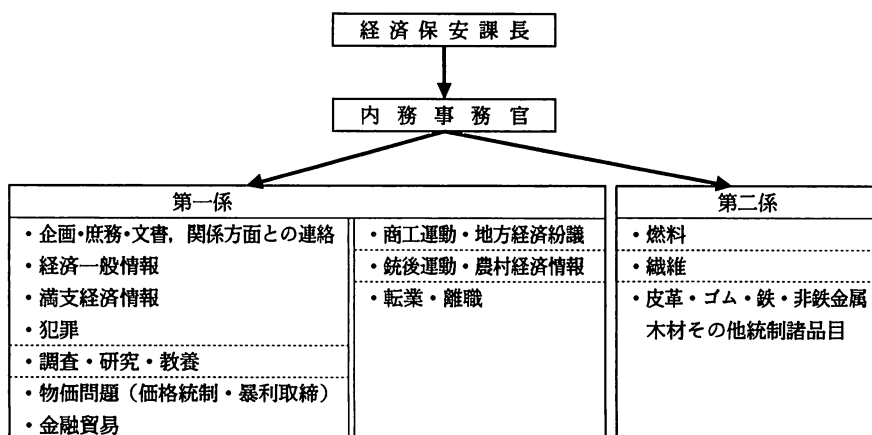 経済保安課長
内務事務官
第一係
・企画・庶務・文書，関係方面との連絡
・経済一般情報
・満支経済情報
・犯罪
・調査・研究・教養
・物価問題（価格統制・暴利取締）
・金融貿易
・商工運動・地方経済紛議
・銃後運動・農村経済情報
・転業・離職
第二係
・燃料
・繊維
・皮革・ゴム・鉄・非鉄金属
木材その他統制諸品目